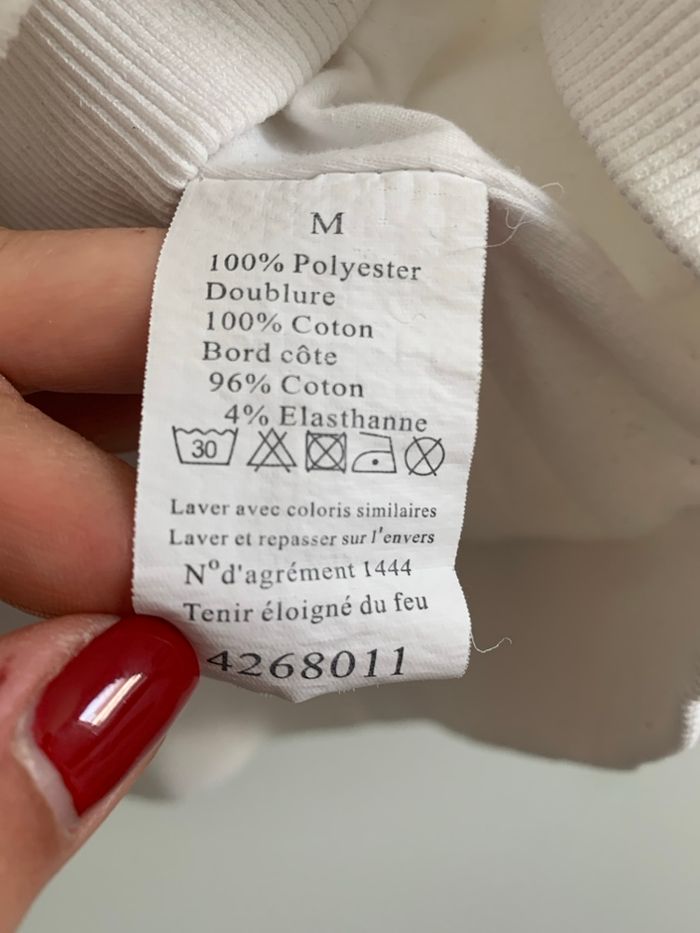 M
100% Polyester
Doublure
100% Coton
Bord côte
96% Coton
4% Elasthanne
30
Laver avec coloris similaires
Laver et repasser sur l'envers
N°d'agrément 1444
Tenir éloigné du feu
4268011